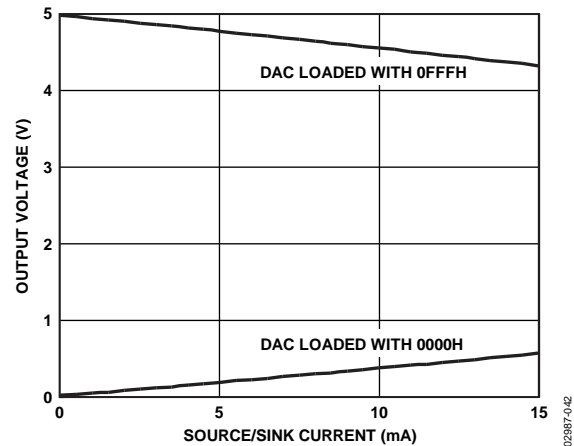 5
4
3
2
1
0
OUTPUT VOLTAGE (V)
DAC LOADED WITH 0FFFH
DAC LOADED WITH 0000H
0 5 10 15
SOURCE/SINK CURRENT (mA)
02987-042